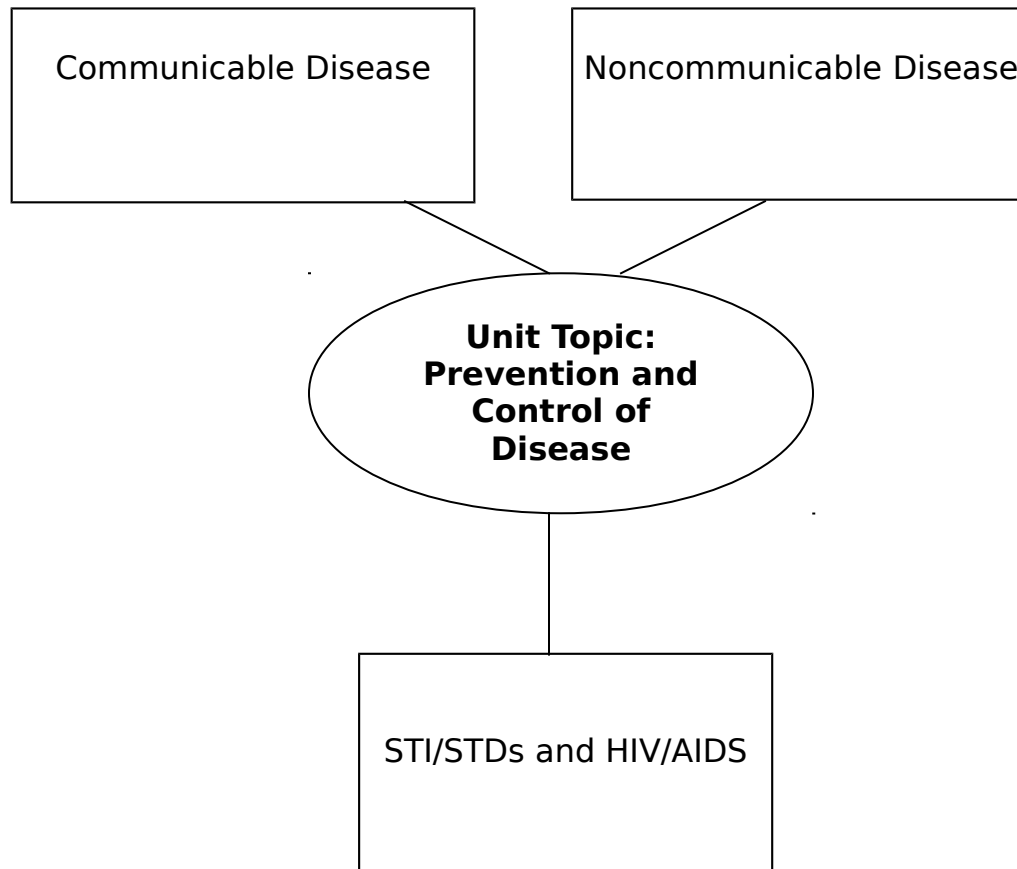 Communicable Disease
Noncommunicable Disease
Unit Topic:
Prevention and
Control of
Disease
STI/STDs and HIV/AIDS